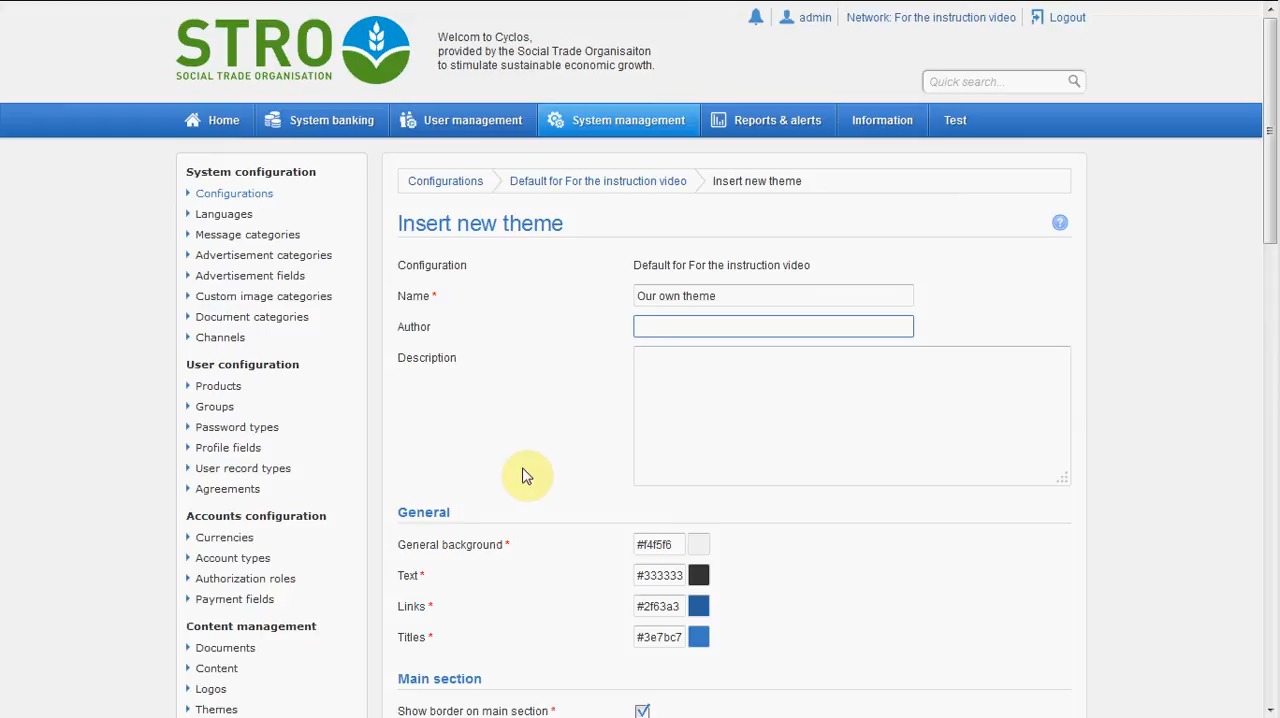 STRO
SOCIAL TRADE ORGANISATION
Welcome to Cyclos,
provided by the Social Trade Organisaiton
to stimulate sustainable economic growth.
admin
Network: For the instruction video
Logout
Quick search...
Home
System banking
User management
System management
Reports & alerts
Information
Test
System configuration
Configurations
Languages
Message categories
Advertisement categories
Advertisement fields
Custom image categories
Document categories
Channels
User configuration
Products
Groups
Password types
Profile fields
User record types
Agreements
Accounts configuration
Currencies
Account types
Authorization roles
Payment fields
Content management
Documents
Content
Logos
Themes
Configurations
Default for For the instruction video
Insert new theme
Insert new theme
?
Configuration
Default for For the instruction video
Name *
Our own theme
Author
Description
General
General background *
#f4f5f6
Text *
#333333
Links *
#2f63a3
Titles *
#3e7bc7
Main section
Show border on main section *